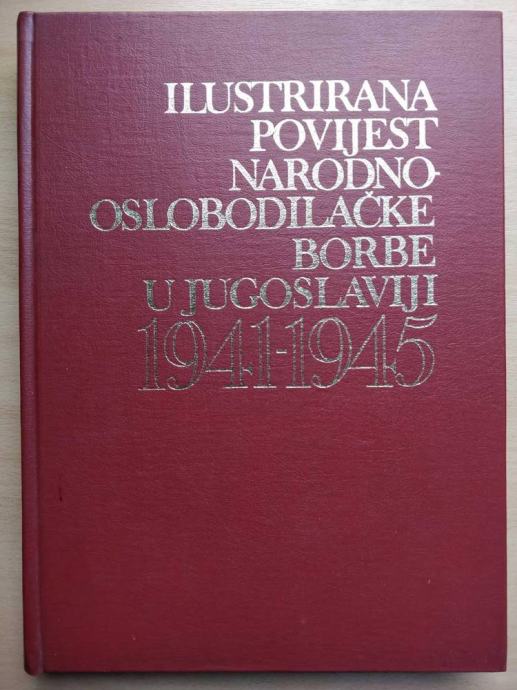 ILUSTRIRANA
POVIJEST
NARODNO-
OSLOBODILAČKE
BORBE
U JUGOSLAVIJI
1941-1945